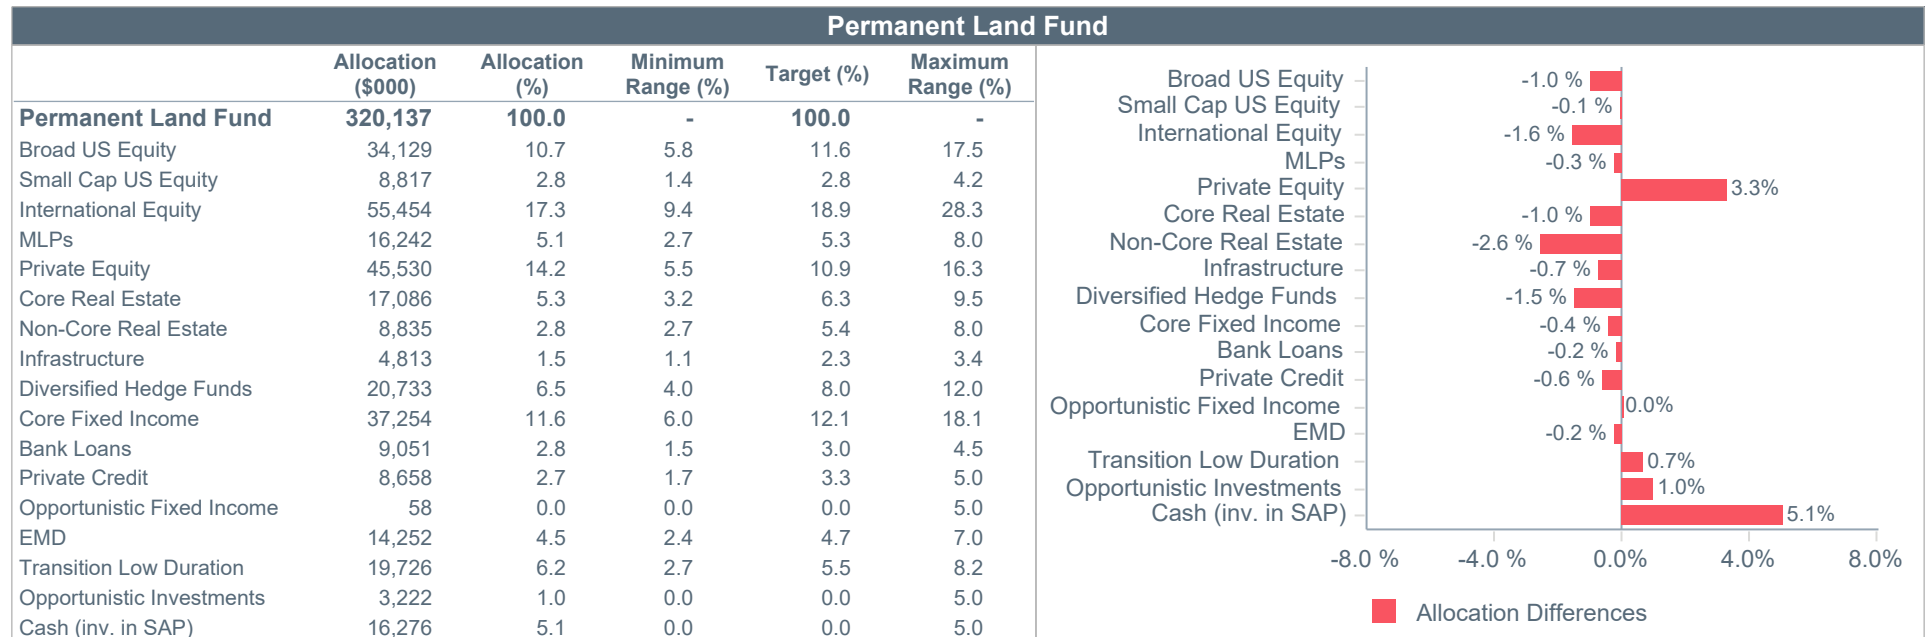 Permanent Land Fund
Allocation ($000) Allocation (%) Minimum Range (%) Target (%) Maximum Range (%)
Permanent Land Fund 320,137 100.0 - 100.0 -
Broad US Equity 34,129 10.7 5.8 11.6 17.5
Small Cap US Equity 8,817 2.8 1.4 2.8 4.2
International Equity 55,454 17.3 9.4 18.9 28.3
MLPs 16,242 5.1 2.7 5.3 8.0
Private Equity 45,530 14.2 5.5 10.9 16.3
Core Real Estate 17,086 5.3 3.2 6.3 9.5
Non-Core Real Estate 8,835 2.8 2.7 5.4 8.0
Infrastructure 4,813 1.5 1.1 2.3 3.4
Diversified Hedge Funds 20,733 6.5 4.0 8.0 12.0
Core Fixed Income 37,254 11.6 6.0 12.1 18.1
Bank Loans 9,051 2.8 1.5 3.0 4.5
Private Credit 8,658 2.7 1.7 3.3 5.0
Opportunistic Fixed Income 58 0.0 0.0 0.0 5.0
EMD 14,252 4.5 2.4 4.7 7.0
Transition Low Duration 19,726 6.2 2.7 5.5 8.2
Opportunistic Investments 3,222 1.0 0.0 0.0 5.0
Cash (inv. in SAP) 16,276 5.1 0.0 0.0 5.0
Broad US Equity -1.0 %
Small Cap US Equity -0.1 %
International Equity -1.6 %
MLPs -0.3 %
Private Equity 3.3%
Core Real Estate -1.0 %
Non-Core Real Estate -2.6 %
Infrastructure -0.7 %
Diversified Hedge Funds -1.5 %
Core Fixed Income -0.4 %
Bank Loans -0.2 %
Private Credit -0.6 %
Opportunistic Fixed Income 0.0%
EMD -0.2 %
Transition Low Duration 0.7%
Opportunistic Investments 1.0%
Cash (inv. in SAP) 5.1%
-8.0 % -4.0 % 0.0% 4.0% 8.0%
Allocation Differences